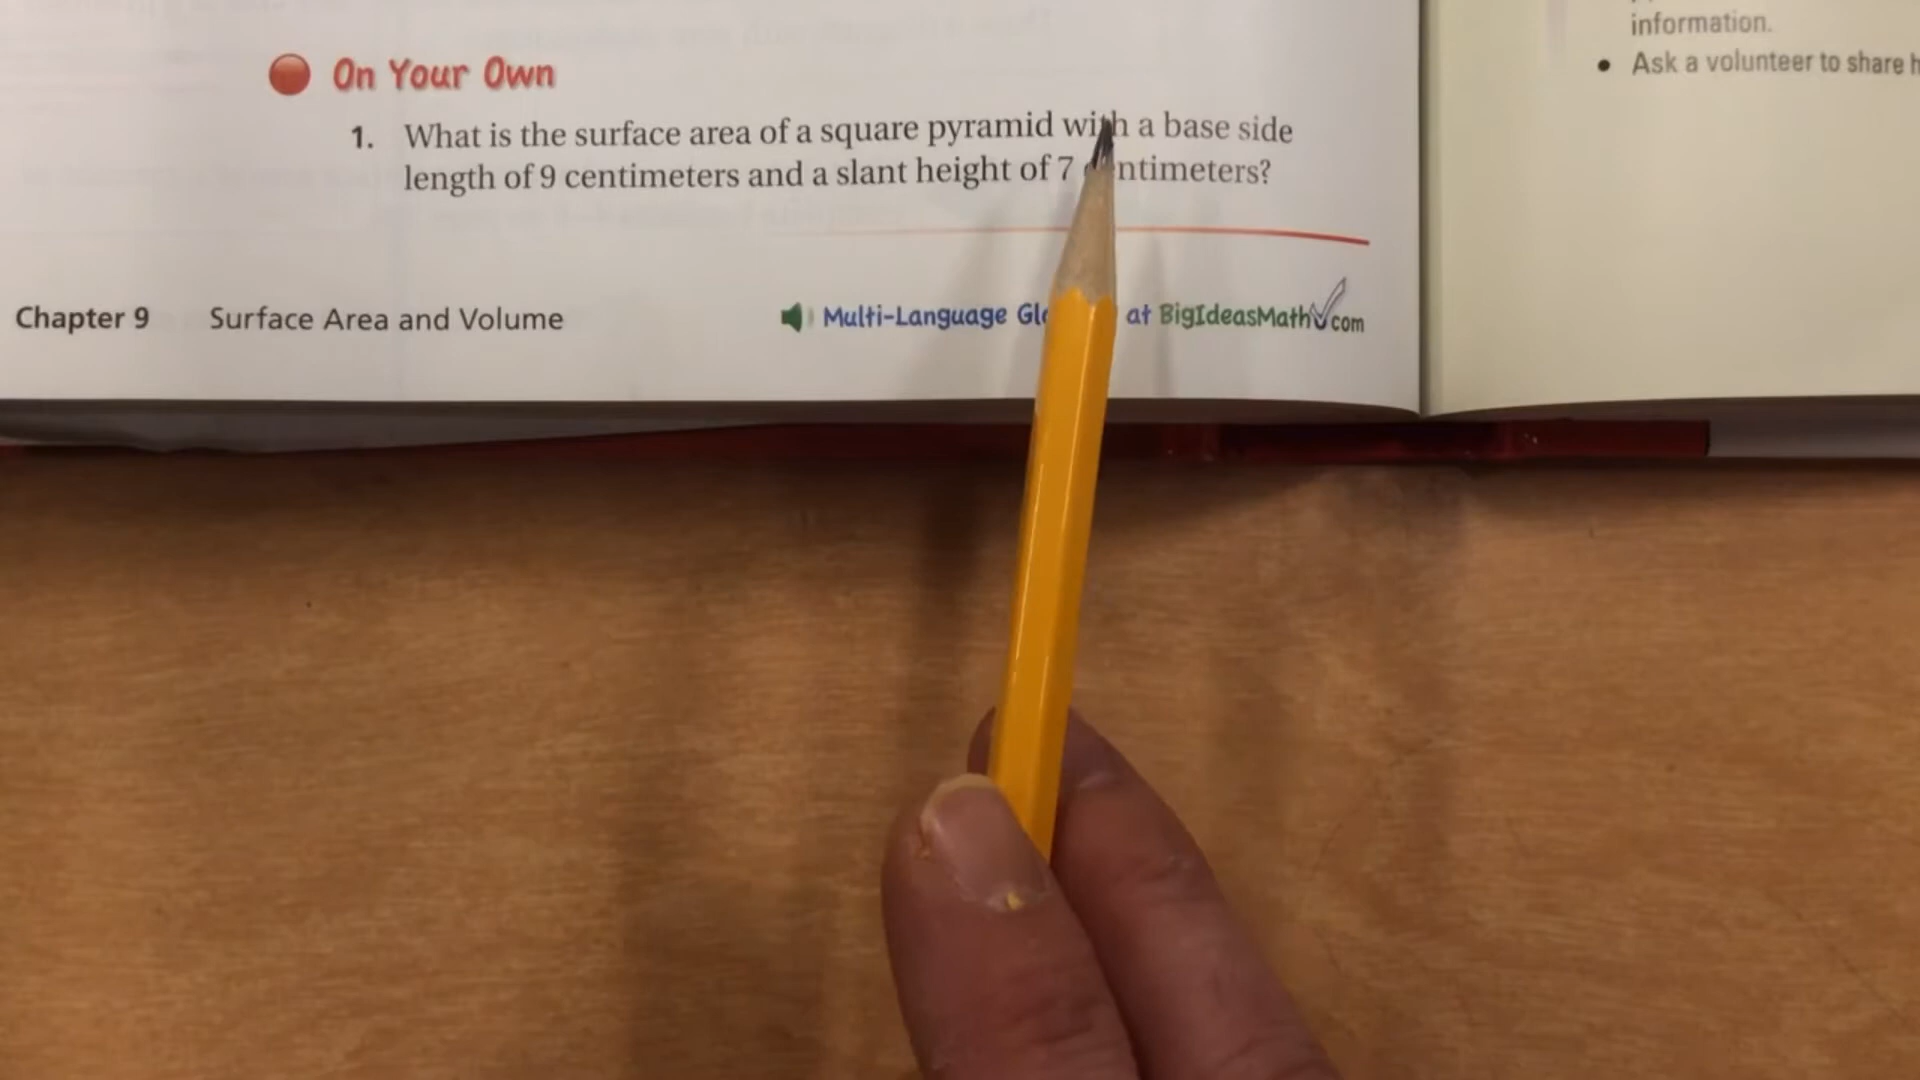 information.
• Ask a volunteer to share
On Your Own
1. What is the surface area of a square pyramid with a base side
length of 9 centimeters and a slant height of 7 centimeters?
Chapter 9 Surface Area and Volume Multi-Language at BigIdeasMath com